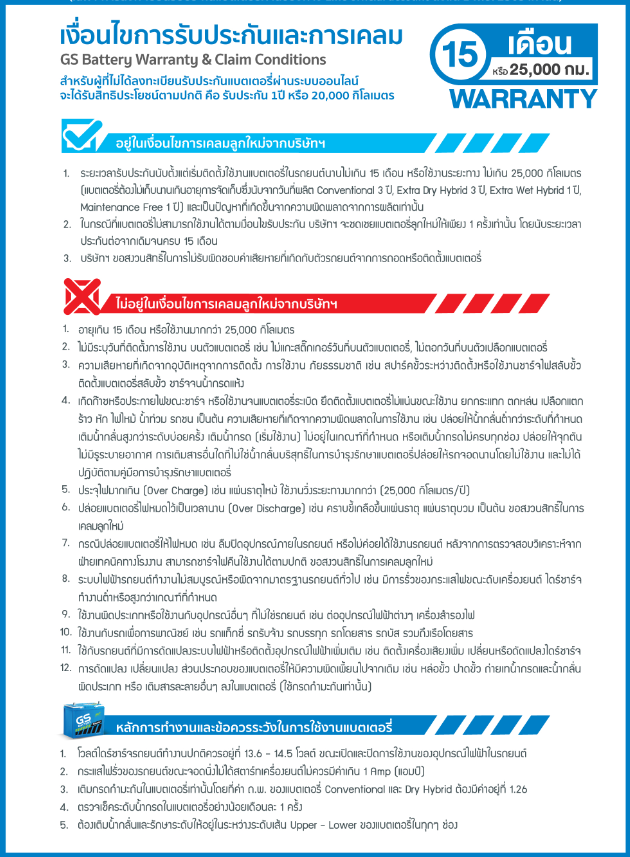 เงื่อนไขการรับประกันและการเคลม
GS Battery Warranty & Claim Conditions
สำหรับผู้ที่ไม่ได้ลงทะเบียนรับประกันแบตเตอรี่ผ่านระบบออนไลน์
จะได้รับสิทธิประโยชน์ตามปกติ คือ รับประกัน 1ปี หรือ 20,000 กิโลเมตร
15 เดือน
หรือ 25,000 กม.
WARRANTY
อยู่ในเงื่อนไขการเคลมลูกใหม่จากบริษัทฯ
1. ระยะเวลารับประกันนับตั้งแต่เริ่มติดตั้งใช้งานแบตเตอรี่ในรถยนต์นานไม่เกิน 15 เดือน หรือใช้งานระยะทาง ไม่เกิน 25,000 กิโลเมตร
(แบตเตอรี่ต้องไม่เก็บนานเกินอายุการจัดเก็บซึ่งนับจากวันที่ผลิต Conventional 3 ปี, Extra Dry Hybrid 3 ปี, Extra Wet Hybrid 1 ปี,
Maintenance Free 1 ปี) และเป็นปัญหาที่เกิดขึ้นจากความผิดพลาดจากการผลิตเท่านั้น
2. ในกรณีที่แบตเตอรี่ไม่สามารถใช้งานได้ตามเงื่อนไขรับประกัน บริษัทฯ จะชดเชยแบตเตอรี่ลูกใหม่ให้เพียง 1 ครั้งเท่านั้น โดยนับระยะเวลา
ประกันต่อจากเดิมจนครบ 15 เดือน
3. บริษัทฯ ขอสงวนสิทธิ์ในการไม่รับผิดชอบค่าเสียหายที่เกิดกับตัวรถยนต์จากการถอดหรือติดตั้งแบตเตอรี่
ไม่อยู่ในเงื่อนไขการเคลมลูกใหม่จากบริษัทฯ
1. อายุเกิน 15 เดือน หรือใช้งานมากกว่า 25,000 กิโลเมตร
2. ไม่มีระบุวันที่ติดตั้งการใช้งาน บนตัวแบตเตอรี่ เช่น ไม่แกะสติ๊กเกอร์วันที่บนตัวแบตเตอรี่, ไม่ตอกวันที่บนตัวเปลือกแบตเตอรี่
3. ความเสียหายที่เกิดจากอุบัติเหตุจากการติดตั้ง การใช้งาน ภัยธรรมชาติ เช่น สปาร์คขั้วระหว่างติดตั้งหรือใช้งานชาร์จไฟสลับขั้ว
ติดตั้งแบตเตอรี่สลับขั้ว ชาร์จจนน้ำกรดแห้ง
4. เกิดก๊าซหรือประกายไฟขณะชาร์จ หรือใช้งานจนแบตเตอรี่ระเบิด ยึดติดตั้งแบตเตอรี่ไม่แน่นขณะใช้งาน ยกกระแทก ตกหล่น เปลือกแตก
ร้าว หัก ไฟไหม้ น้ำท่วม รถชน เป็นต้น ความเสียหายที่เกิดจากความผิดพลาดในการใช้งาน เช่น ปล่อยให้น้ำกลั่นต่ำกว่าระดับที่กำหนด
เติมน้ำกลั่นสูงกว่าระดับบ่อยครั้ง เติมน้ำกรด (เริ่มใช้งาน) ไม่อยู่ในเกณฑ์ที่กำหนด หรือเติมน้ำกรดไม่ครบทุกช่อง ปล่อยให้จุกตัน
ไม่มีรูระบายอากาศ การเติมสารอื่นใดที่ไม่ใช่น้ำกลั่นบริสุทธิ์ในการบำรุงรักษาแบตเตอรี่ปล่อยให้รถจอดนานโดยไม่ใช้งาน และไม่ได้
ปฏิบัติตามคู่มือการบำรุงรักษาแบตเตอรี่
5. ประจุไฟมากเกิน (Over Charge) เช่น แผ่นธาตุไหม้ ใช้งานวิ่งระยะทางมากกว่า (25,000 กิโลเมตร/ปี)
6. ปล่อยแบตเตอรี่ไฟหมดไว้เป็นเวลานาน (Over Discharge) เช่น คราบขี้เกลือขึ้นแผ่นธาตุ แผ่นธาตุบวม เป็นต้น ขอสงวนสิทธิ์ในการ
เคลมลูกใหม่
7. กรณีปล่อยแบตเตอรี่ให้ไฟหมด เช่น ลืมปิดอุปกรณ์ภายในรถยนต์ หรือไม่ค่อยได้ใช้งานรถยนต์ หลังจากการตรวจสอบวิเคราะห์จาก
ฝ่ายเทคนิคทางโรงงาน สามารถชาร์จไฟคืนใช้งานได้ตามปกติ ขอสงวนสิทธิ์ในการเคลมลูกใหม่
8. ระบบไฟฟ้ารถยนต์ทำงานไม่สมบูรณ์หรือผิดจากมาตรฐานรถยนต์ทั่วไป เช่น มีการรั่วของกระแสไฟขณะดับเครื่องยนต์ ไดร์ชาร์จ
ทำงานต่ำหรือสูงกว่าเกณฑ์ที่กำหนด
9. ใช้งานผิดประเภทหรือใช้งานกับอุปกรณ์อื่นๆ ที่ไม่ใช่รถยนต์ เช่น ต่ออุปกรณ์ไฟฟ้าต่างๆ เครื่องสำรองไฟ
10. ใช้งานกับรถเพื่อการพาณิชย์ เช่น รถแท็กซี่ รถรับจ้าง รถบรรทุก รถโดยสาร รถบัส รวมถึงเรือโดยสาร
11. ใช้กับรถยนต์ที่มีการดัดแปลงระบบไฟฟ้าหรือติดตั้งอุปกรณ์ไฟฟ้าเพิ่มเติม เช่น ติดตั้งเครื่องเสียงเพิ่ม เปลี่ยนหรือดัดแปลงไดร์ชาร์จ
12. การดัดแปลง เปลี่ยนแปลง ส่วนประกอบของแบตเตอรี่ให้มีความผิดเพี้ยนไปจากเดิม เช่น หล่อขั้ว ปาดขั้ว ถ่ายเทน้ำกรดและน้ำกลั่น
ผิดประเภท หรือ เติมสารละลายอื่นๆ ลงในแบตเตอรี่ (ใช้กรดกำมะถันเท่านั้น)
GS
หลักการทำงานและข้อควรระวังในการใช้งานแบตเตอรี่
1. โวลต์ไดร์ชาร์จรถยนต์ทำงานปกติควรอยู่ที่ 13.6 - 14.5 โวลต์ ขณะเปิดและปิดการใช้งานของอุปกรณ์ไฟฟ้าในรถยนต์
2. กระแสไฟรั่วของรถยนต์ขณะจอดนิ่งไม่ได้สตาร์ทเครื่องยนต์ไม่ควรมีค่าเกิน 1 Amp (แอมป์)
3. เติมกรดกำมะถันในแบตเตอรี่เท่านั้นโดยที่ค่า ถ.พ. ของแบตเตอรี่ Conventional และ Dry Hybrid ต้องมีค่าอยู่ที่ 1.26
4. ตรวจเช็คระดับน้ำกรดในแบตเตอรี่อย่างน้อยเดือนละ 1 ครั้ง
5. ต้องเติมน้ำกลั่นและรักษาระดับให้อยู่ในระหว่างระดับเส้น Upper - Lower ของแบตเตอรี่ในทุกๆ ช่อง